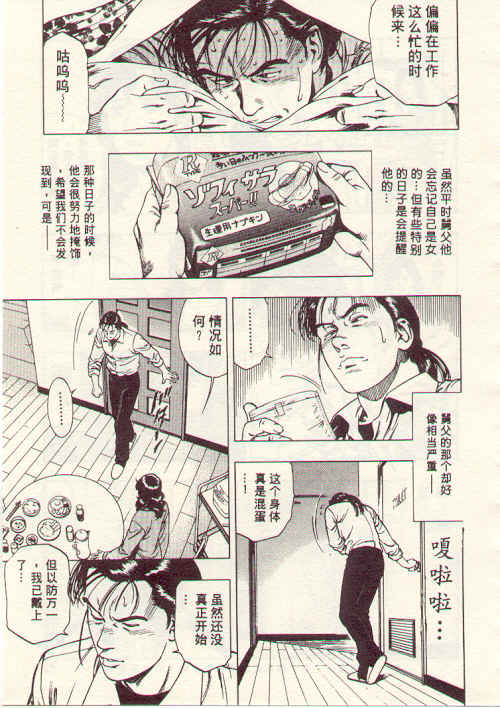 偏偏在工作
这么忙的时
候来…
咕呜呜
～～～
虽然平时舅父他
会忘记自己是女
的…但有些特别
的日子是会提醒
他的…
ゾフィサラ
スーパー!!
生理用ナプキン
那种日子的时候，
他会很努力地掩饰
，希望我们不会发
现到，可是——
………
舅父的那个却好
像相当严重——
情况如
何？
………
嘎啦啦…
TOILET
这个身体
真是混蛋
…！
虽然还没
真正开始
…
但以防万一
，我已戴上
了…